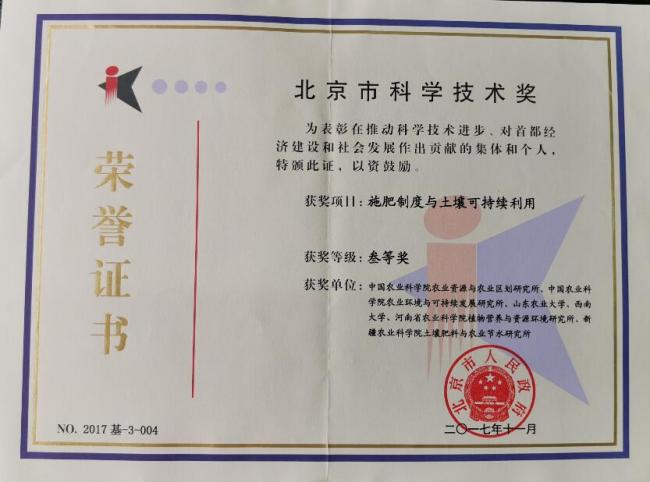 荣誉证书
北京市科学技术奖
为表彰在推动科学技术进步、对首都经
济建设和社会发展作出贡献的集体和个人，
特颁此证，以资鼓励。
获奖项目：施肥制度与土壤可持续利用
获奖等级：叁等奖
获奖单位：中国农业科学院农业资源与农业区划研究所、中国农业科
学院农业环境与可持续发展研究所、山东农业大学、西南
大学、河南省农业科学院植物营养与资源环境研究所、新
疆农业科学院土壤肥料与农业节水研究所
北京市人民政府
二〇一七年十一月
NO. 2017 基-3-004